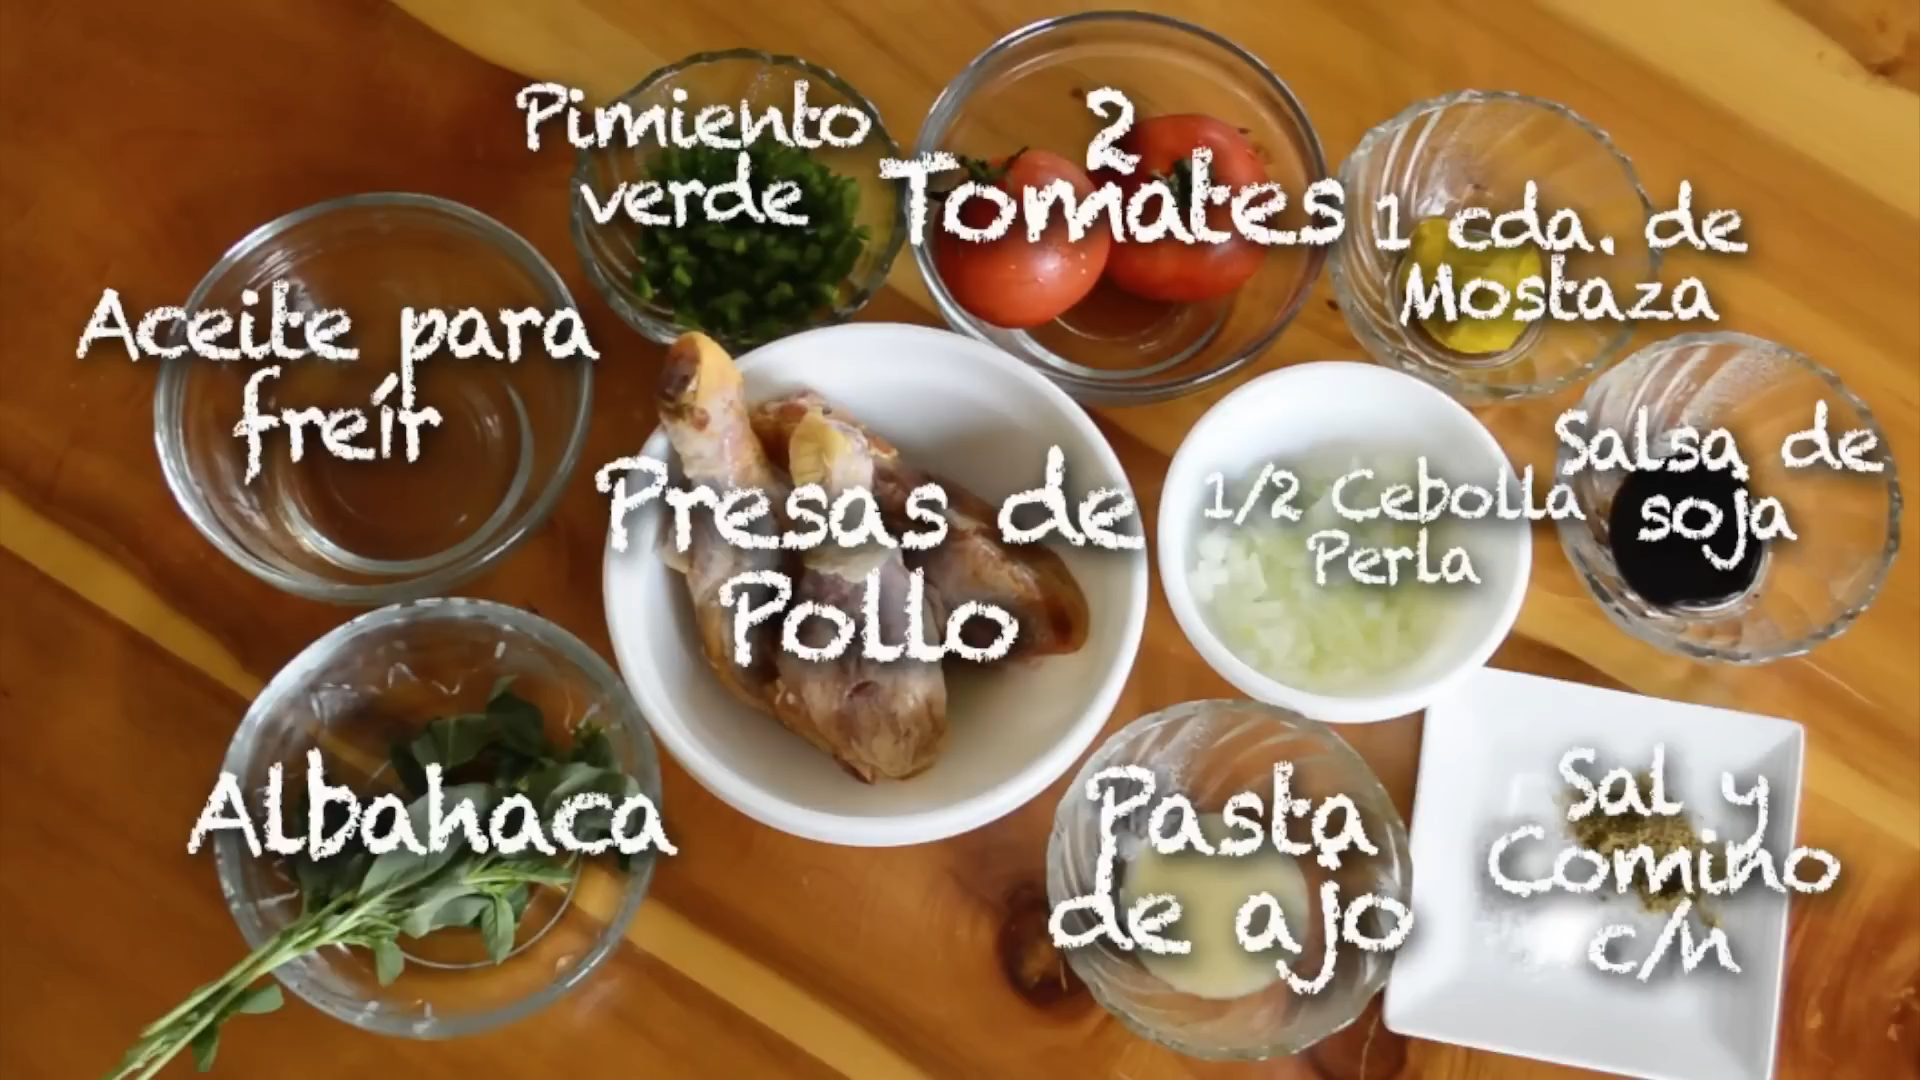 Pimiento
verde
2
Tomates
1 cda. de
Mostaza
Aceite para
freír
Presas de
Pollo
1/2 Cebolla
Perla
Salsa de
soja
Albahaca
Pasta
de ajo
Sal y
Comino
c/n